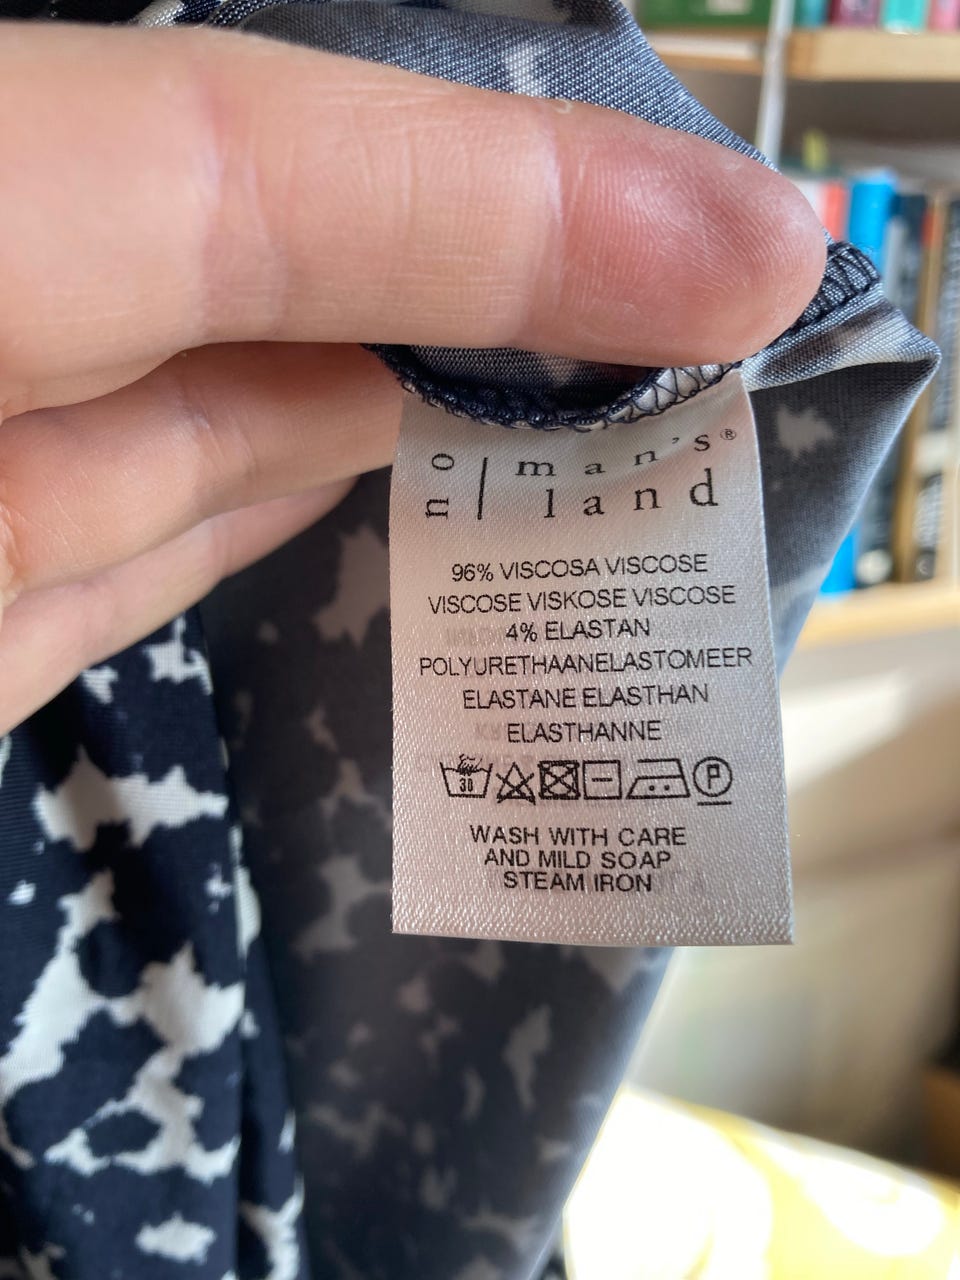 no man's®
land
96% VISCOSA VISCOSE
VISCOSE VISKOSE VISCOSE
4% ELASTAN
POLYURETHAANELASTOMEER
ELASTANE ELASTHAN
ELASTHANNE
30 P
WASH WITH CARE
AND MILD SOAP
STEAM IRON